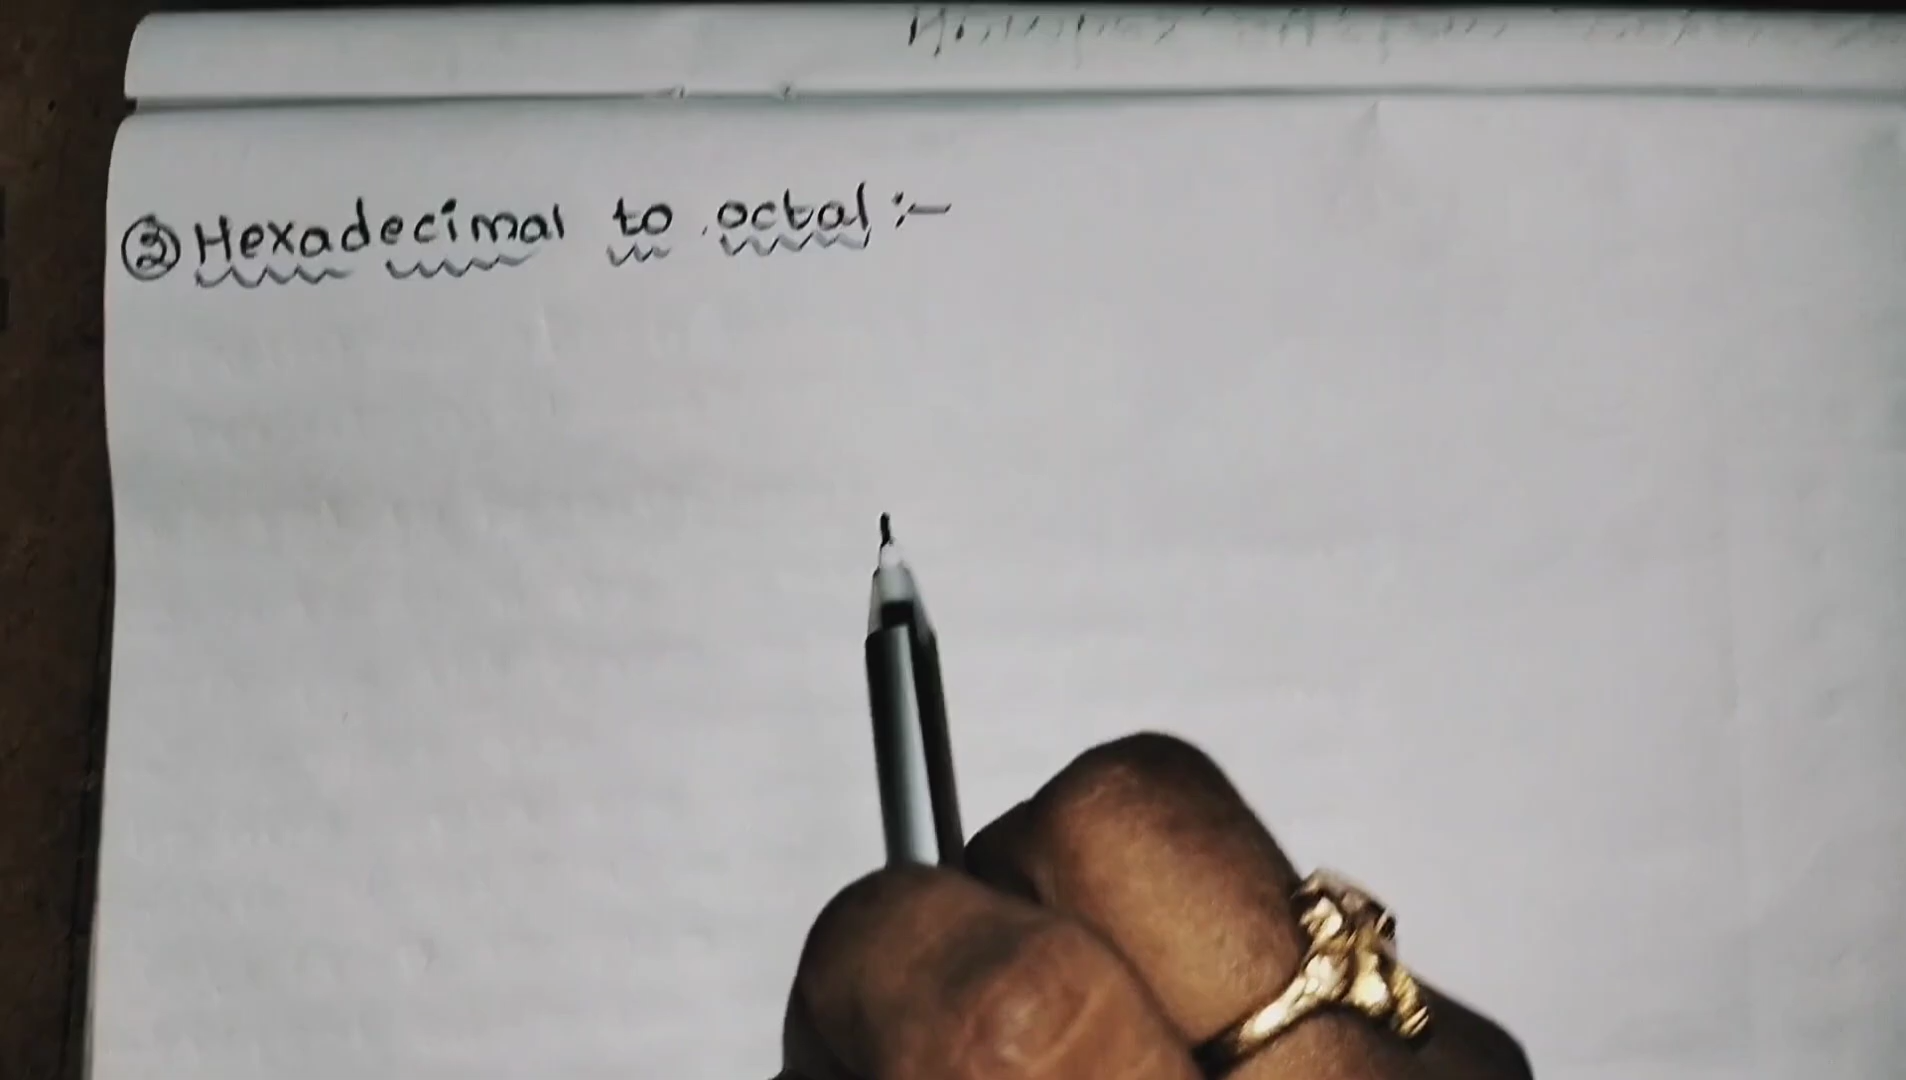 ③ Hexadecimal to octal :-